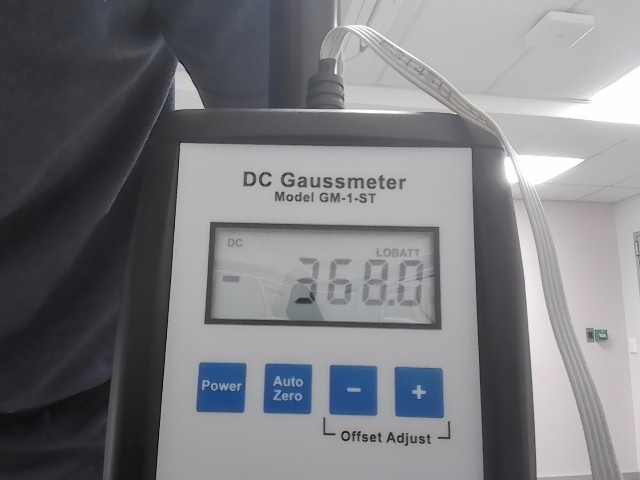 DC Gaussmeter
Model GM-1-ST
DC
LOBATT
- 368.0
Power
Auto
Zero
-
+
Offset Adjust